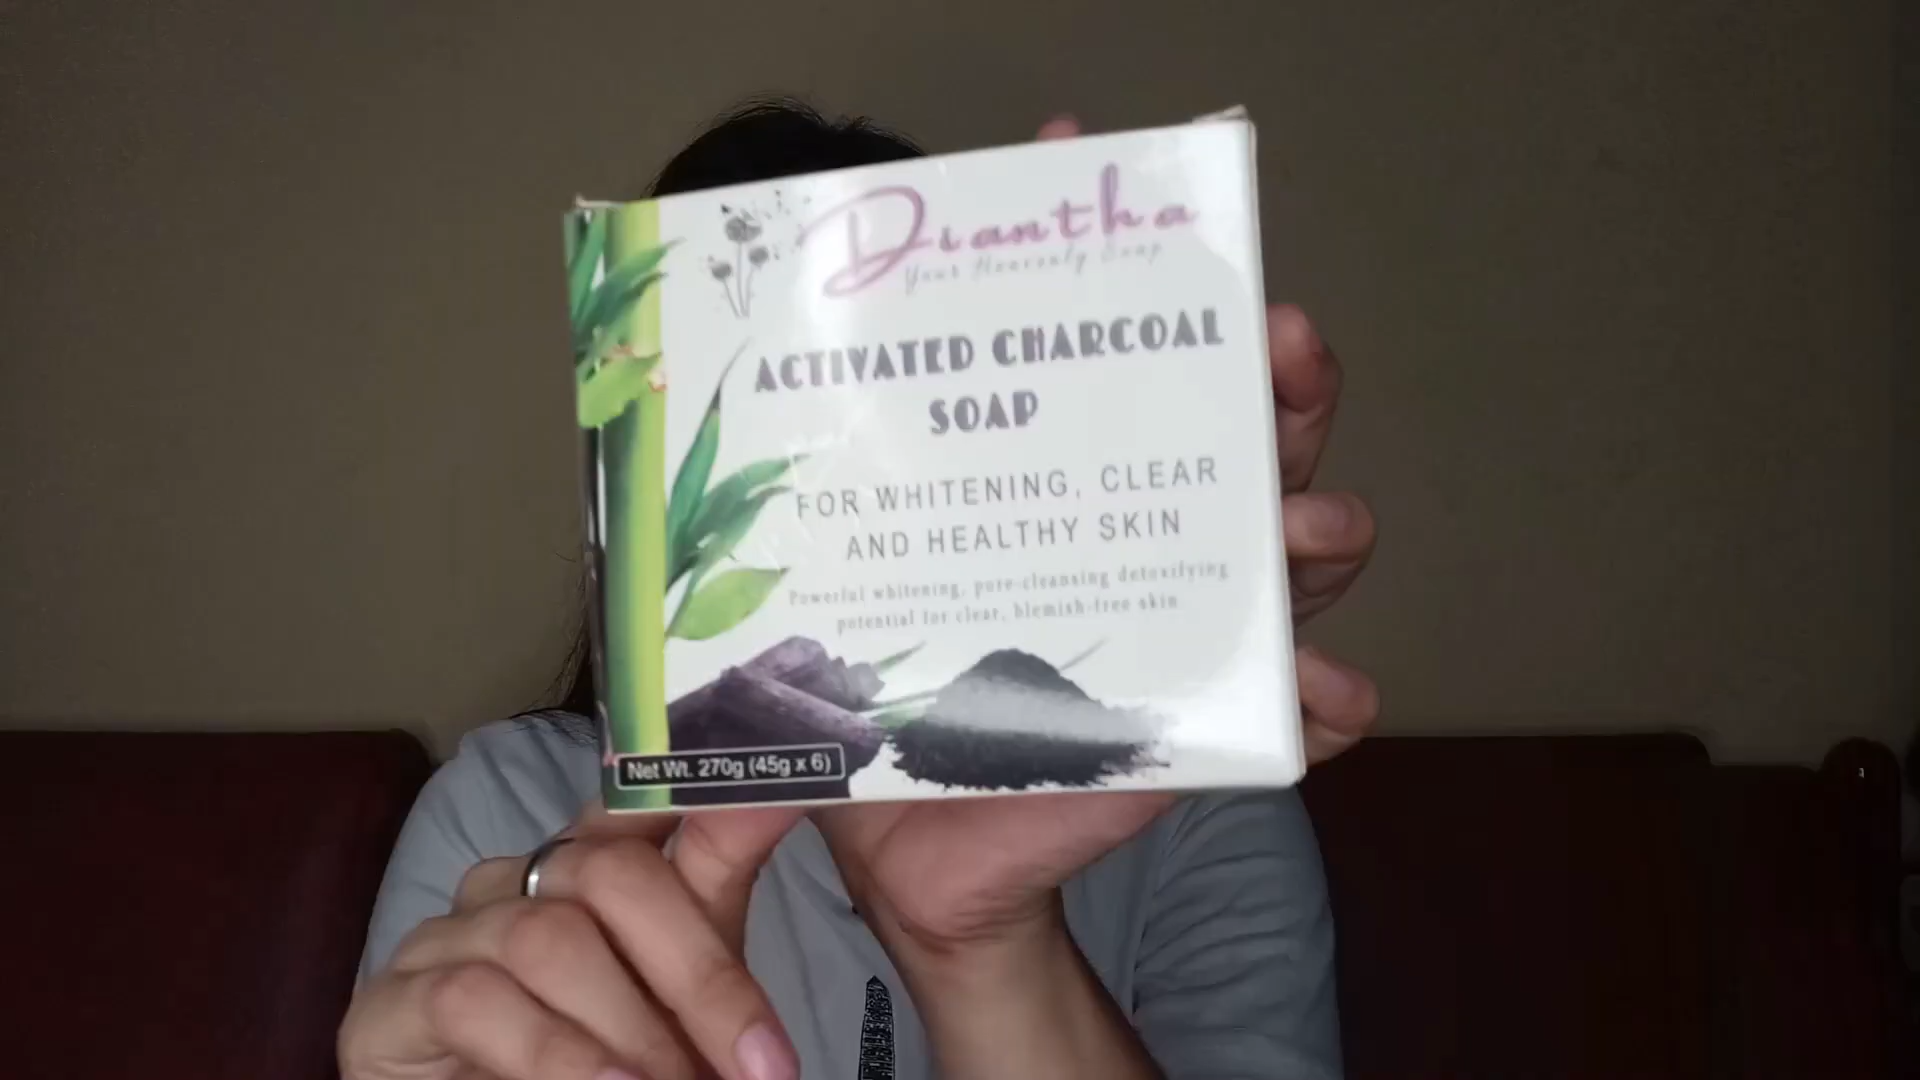 Diantha
Your Heavenly Soap
ACTIVATED CHARCOAL
SOAP
FOR WHITENING, CLEAR
AND HEALTHY SKIN
Powerful whitening, pore-cleansing detoxifying
potential for clear, blemish-free skin
Net Wt. 270g (45g x 6)